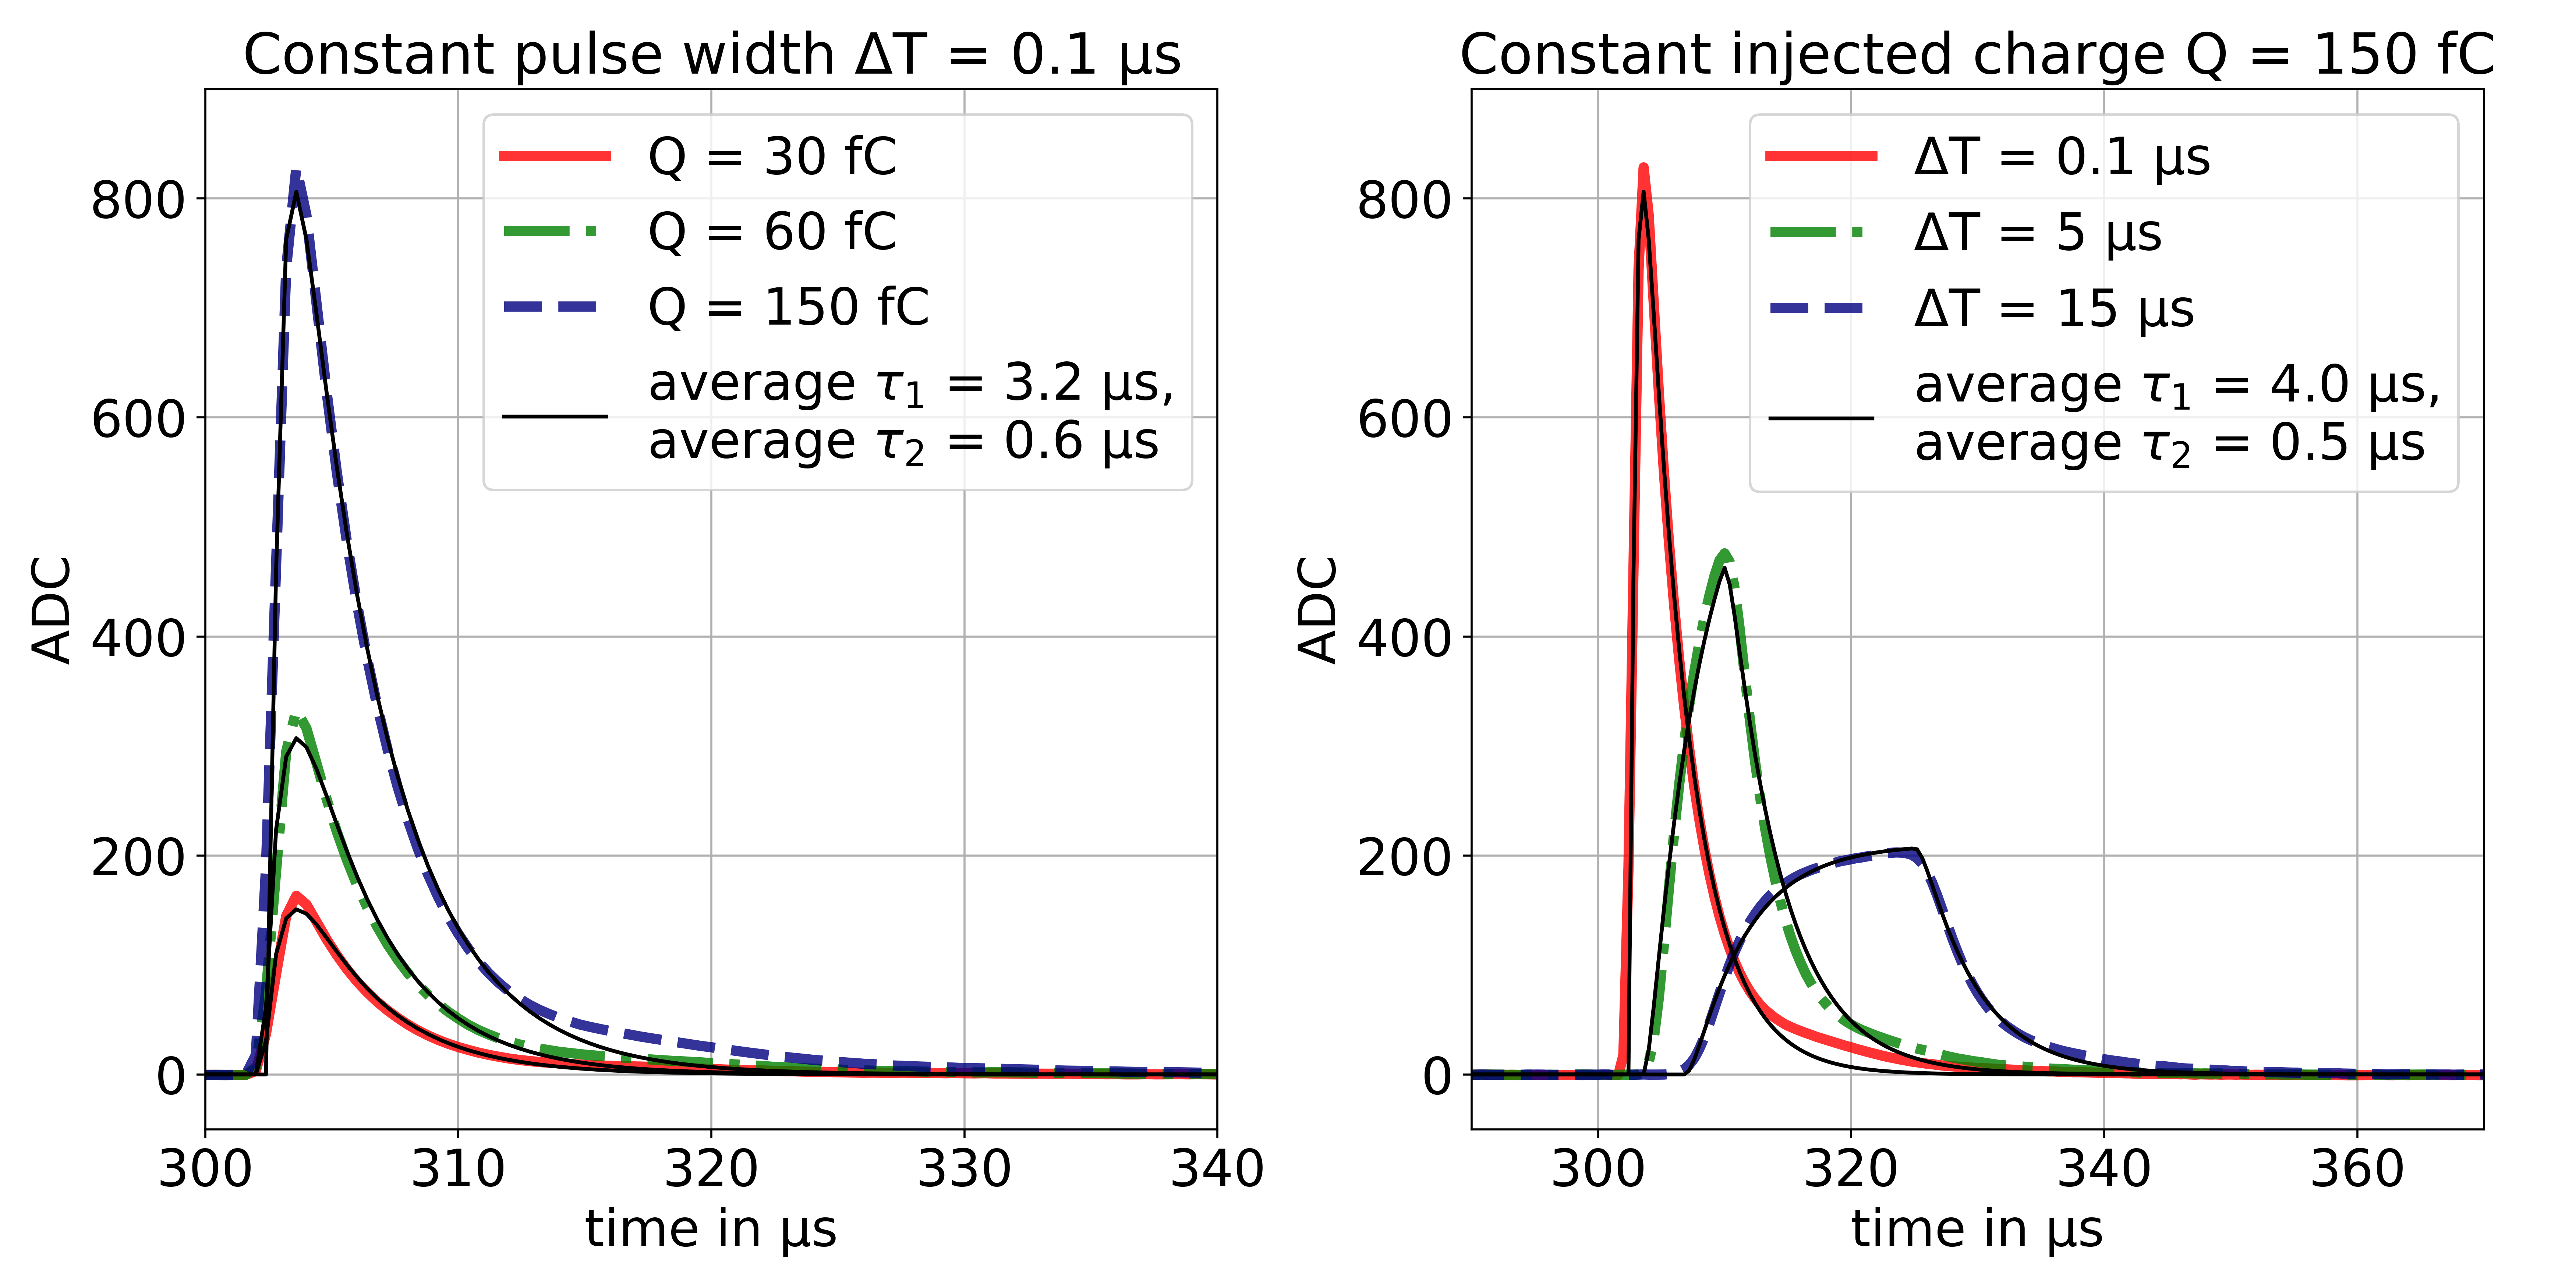 Constant pulse width ΔT = 0.1 µs
Q = 30 fC
Q = 60 fC
Q = 150 fC
average τ₁ = 3.2 µs,
average τ₂ = 0.6 µs
ADC
800
600
400
200
0
300 310 320 330 340
time in µs
Constant injected charge Q = 150 fC
ΔT = 0.1 µs
ΔT = 5 µs
ΔT = 15 µs
average τ₁ = 4.0 µs,
average τ₂ = 0.5 µs
ADC
800
600
400
200
0
300 320 340 360
time in µs